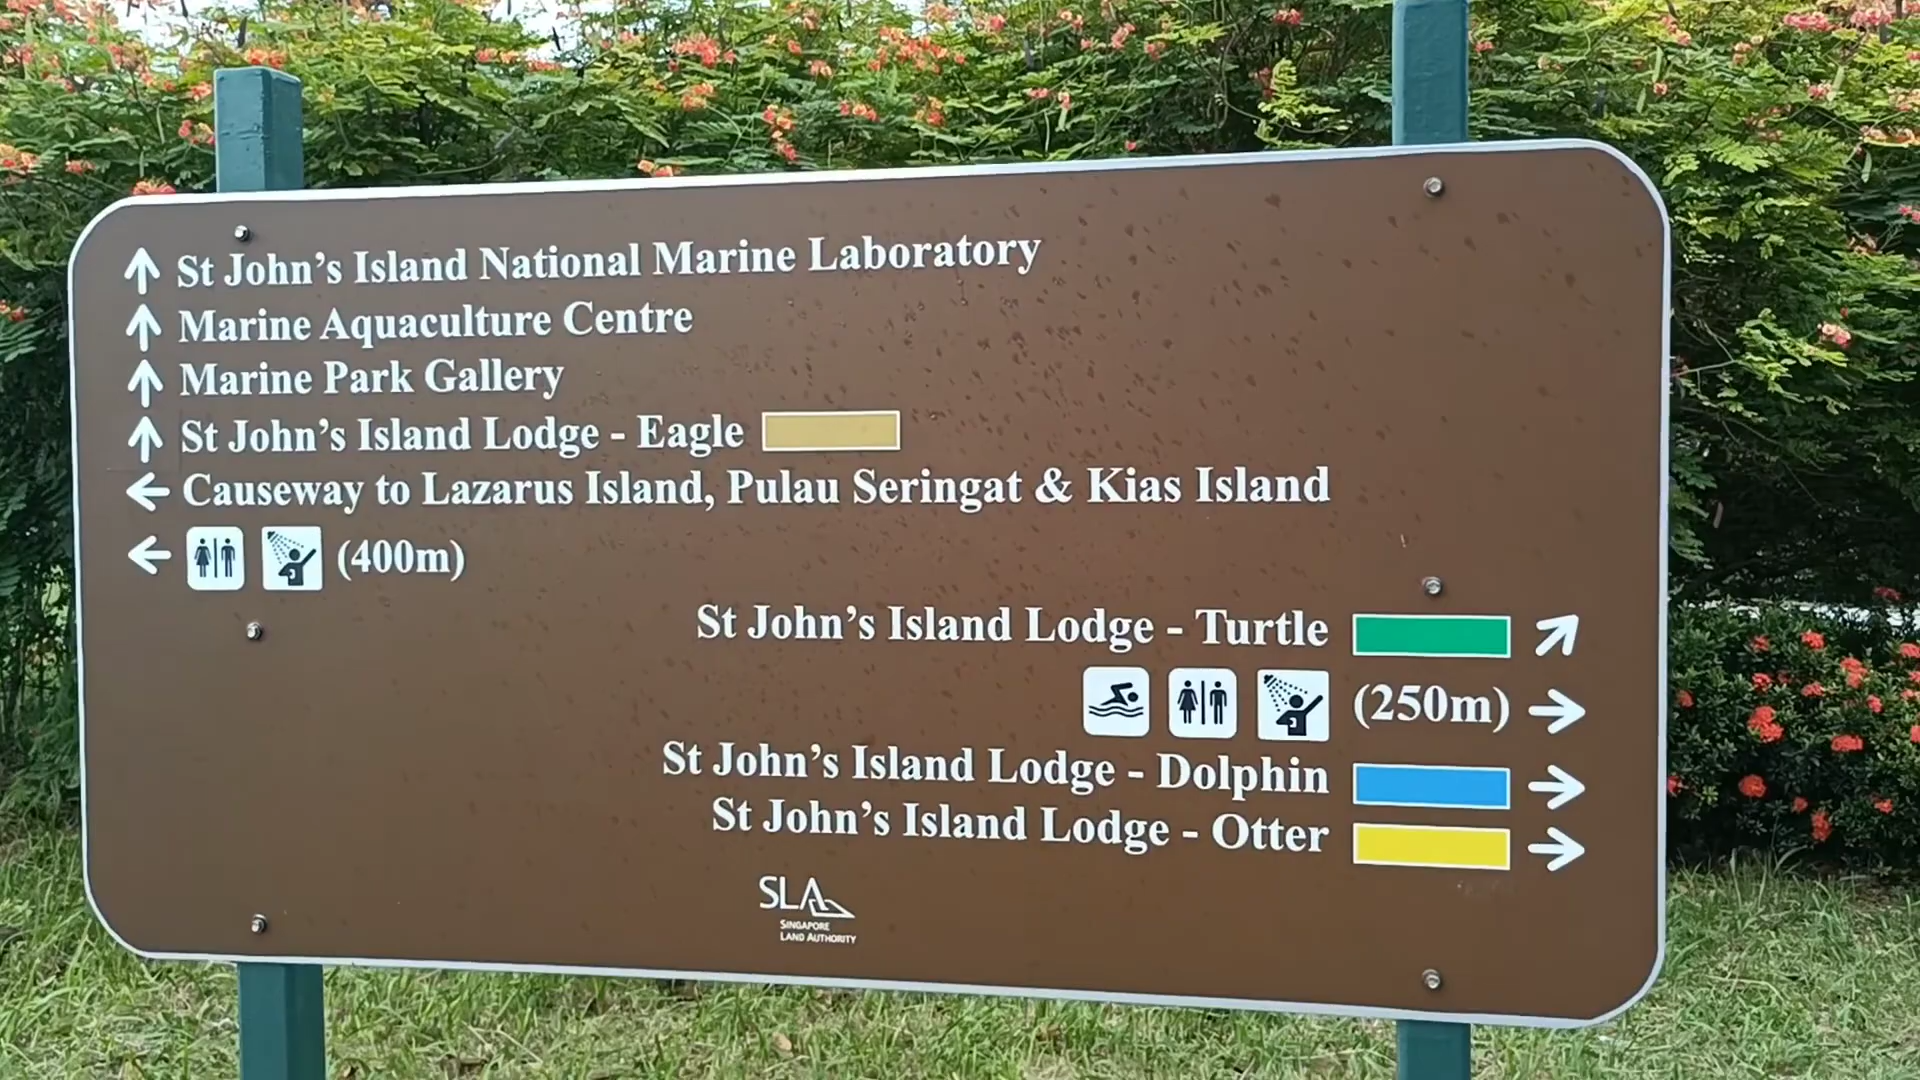 ↑ St John's Island National Marine Laboratory
↑ Marine Aquaculture Centre
↑ Marine Park Gallery
↑ St John's Island Lodge - Eagle
← Causeway to Lazarus Island, Pulau Seringat & Kias Island
← (400m)
St John's Island Lodge - Turtle ↗
(250m) →
St John's Island Lodge - Dolphin →
St John's Island Lodge - Otter →
SLA
SINGAPORE
LAND AUTHORITY